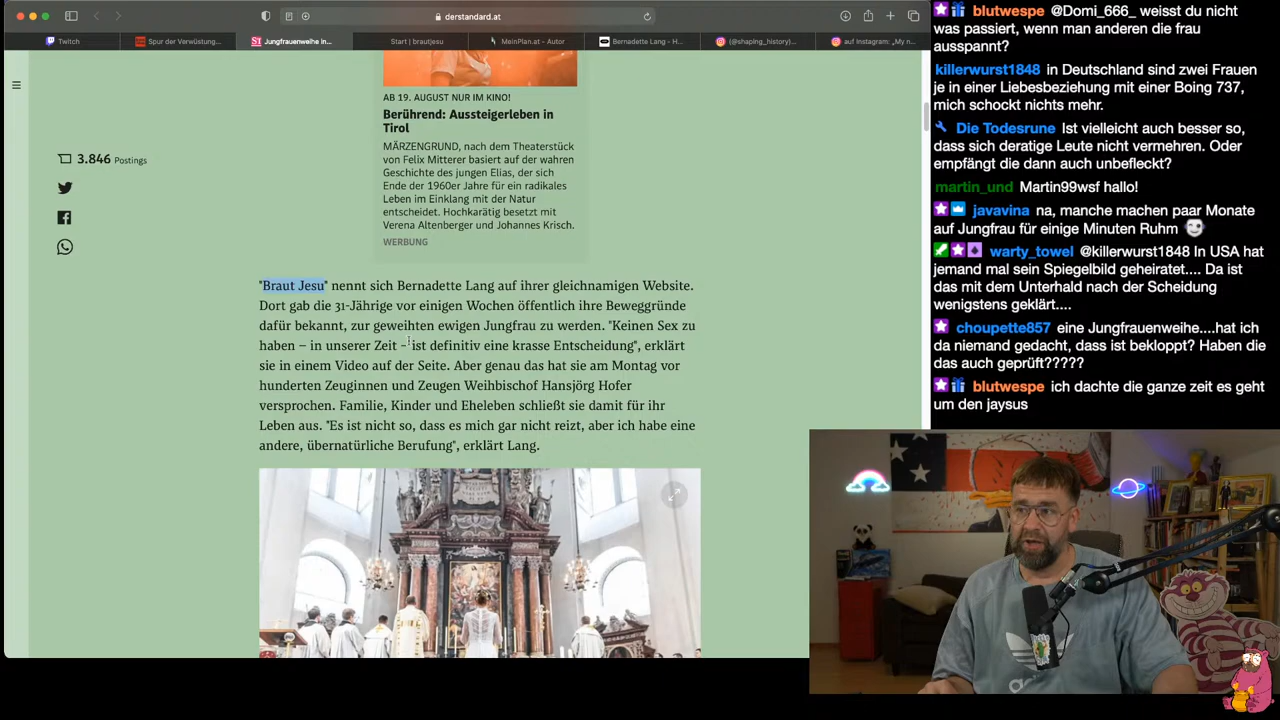 derstandard.at
Twitch
Spur der Verwüstung...
Jungfrauenweihe in...
Start | brautjesu
MeinPlan.at - Autor
Bernadette Lang - H...
(@shaping_history)...
auf Instagram: „My n...
3.846 Postings
AB 19. AUGUST NUR IM KINO!
Berührend: Aussteigerleben in
Tirol
MÄRZENGRUND, nach dem Theaterstück
von Felix Mitterer basiert auf der wahren
Geschichte des jungen Elias, der sich
Ende der 1960er Jahre für ein radikales
Leben im Einklang mit der Natur
entscheidet. Hochkarätig besetzt mit
Verena Altenberger und Johannes Krisch.
WERBUNG
"Braut Jesu" nennt sich Bernadette Lang auf ihrer gleichnamigen Website.
Dort gab die 31-Jährige vor einigen Wochen öffentlich ihre Beweggründe
dafür bekannt, zur geweihten ewigen Jungfrau zu werden. "Keinen Sex zu
haben – in unserer Zeit - ist definitiv eine krasse Entscheidung", erklärt
sie in einem Video auf der Seite. Aber genau das hat sie am Montag vor
hunderten Zeuginnen und Zeugen Weihbischof Hansjörg Hofer
versprochen. Familie, Kinder und Eheleben schließt sie damit für ihr
Leben aus. "Es ist nicht so, dass es mich gar nicht reizt, aber ich habe eine
andere, übernatürliche Berufung", erklärt Lang.
blutwespe @Domi_666_ weisst du nicht
was passiert, wenn man anderen die frau
ausspannt?
killerwurst1848 in Deutschland sind zwei Frauen
je in einer Liebesbeziehung mit einer Boing 737,
mich schockt nichts mehr.
Die Todesrune Ist vielleicht auch besser so,
dass sich deratige Leute nicht vermehren. Oder
empfängt die dann auch unbefleckt?
martin_und Martin99wsf hallo!
javavina na, manche machen paar Monate
auf Jungfrau für einige Minuten Ruhm
warty_towel @killerwurst1848 In USA hat
jemand mal sein Spiegelbild geheiratet.... Da ist
das mit dem Unterhald nach der Scheidung
wenigstens geklärt....
choupette857 eine Jungfrauenweihe....hat ich
da niemand gedacht, dass ist bekloppt? Haben die
das auch geprüft?????
blutwespe ich dachte die ganze zeit es geht
um den jaysus
adidas